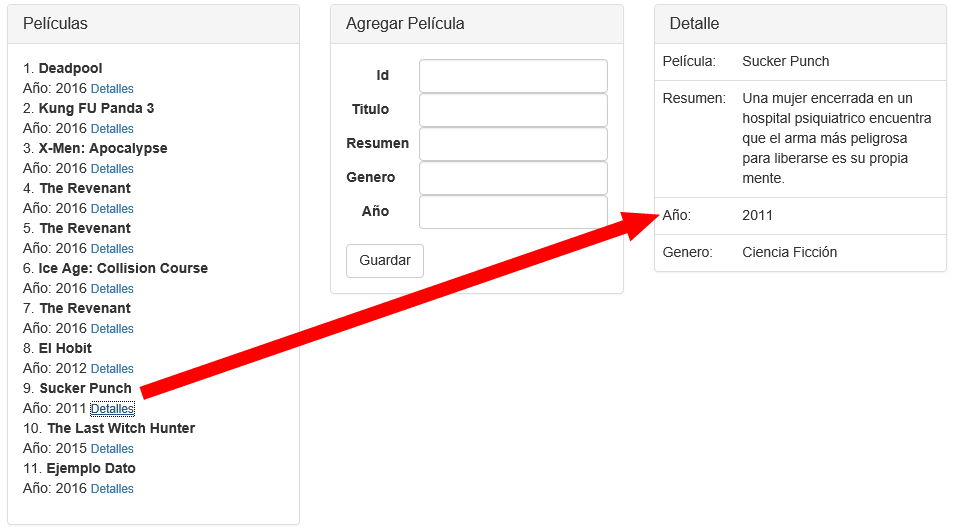 Películas
1. Deadpool
Año: 2016 Detalles
2. Kung FU Panda 3
Año: 2016 Detalles
3. X-Men: Apocalypse
Año: 2016 Detalles
4. The Revenant
Año: 2016 Detalles
5. The Revenant
Año: 2016 Detalles
6. Ice Age: Collision Course
Año: 2016 Detalles
7. The Revenant
Año: 2016 Detalles
8. El Hobit
Año: 2012 Detalles
9. Sucker Punch
Año: 2011 Detalles
10. The Last Witch Hunter
Año: 2015 Detalles
11. Ejemplo Dato
Año: 2016 Detalles
Agregar Película
Id
Titulo
Resumen
Genero
Año
Guardar
Detalle
Película: Sucker Punch
Resumen: Una mujer encerrada en un
hospital psiquiatrico encuentra
que el arma más peligrosa
para liberarse es su propia
mente.
Año: 2011
Genero: Ciencia Ficción